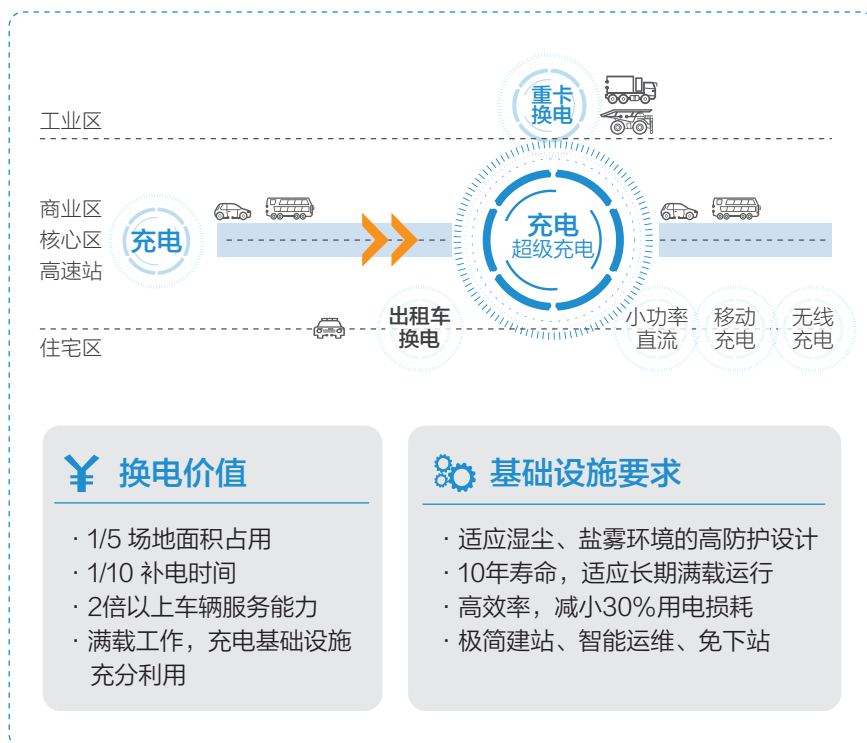 重卡
换电
工业区
商业区
核心区
高速站
充电
充电
超级充电
出租车
换电
小功率
直流
移动
充电
无线
充电
住宅区
¥ 换电价值
· 1/5 场地面积占用
· 1/10 补电时间
· 2倍以上车辆服务能力
· 满载工作，充电基础设施
充分利用
基础设施要求
· 适应湿尘、盐雾环境的高防护设计
· 10年寿命，适应长期满载运行
· 高效率，减小30%用电损耗
· 极简建站、智能运维、免下站